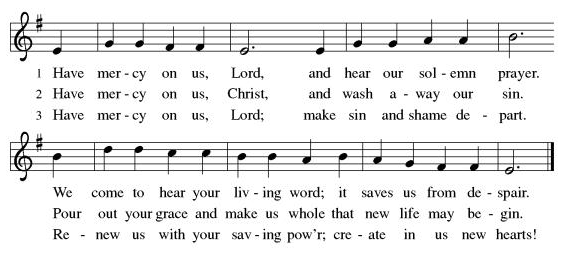 1 Have mer - cy on us, Lord, and hear our sol - emn prayer.
2 Have mer - cy on us, Christ, and wash a - way our sin.
3 Have mer - cy on us, Lord; make sin and shame de - part.
We come to hear your liv - ing word; it saves us from de - spair.
Pour out your grace and make us whole that new life may be - gin.
Re - new us with your sav - ing pow'r; cre - ate in us new hearts!